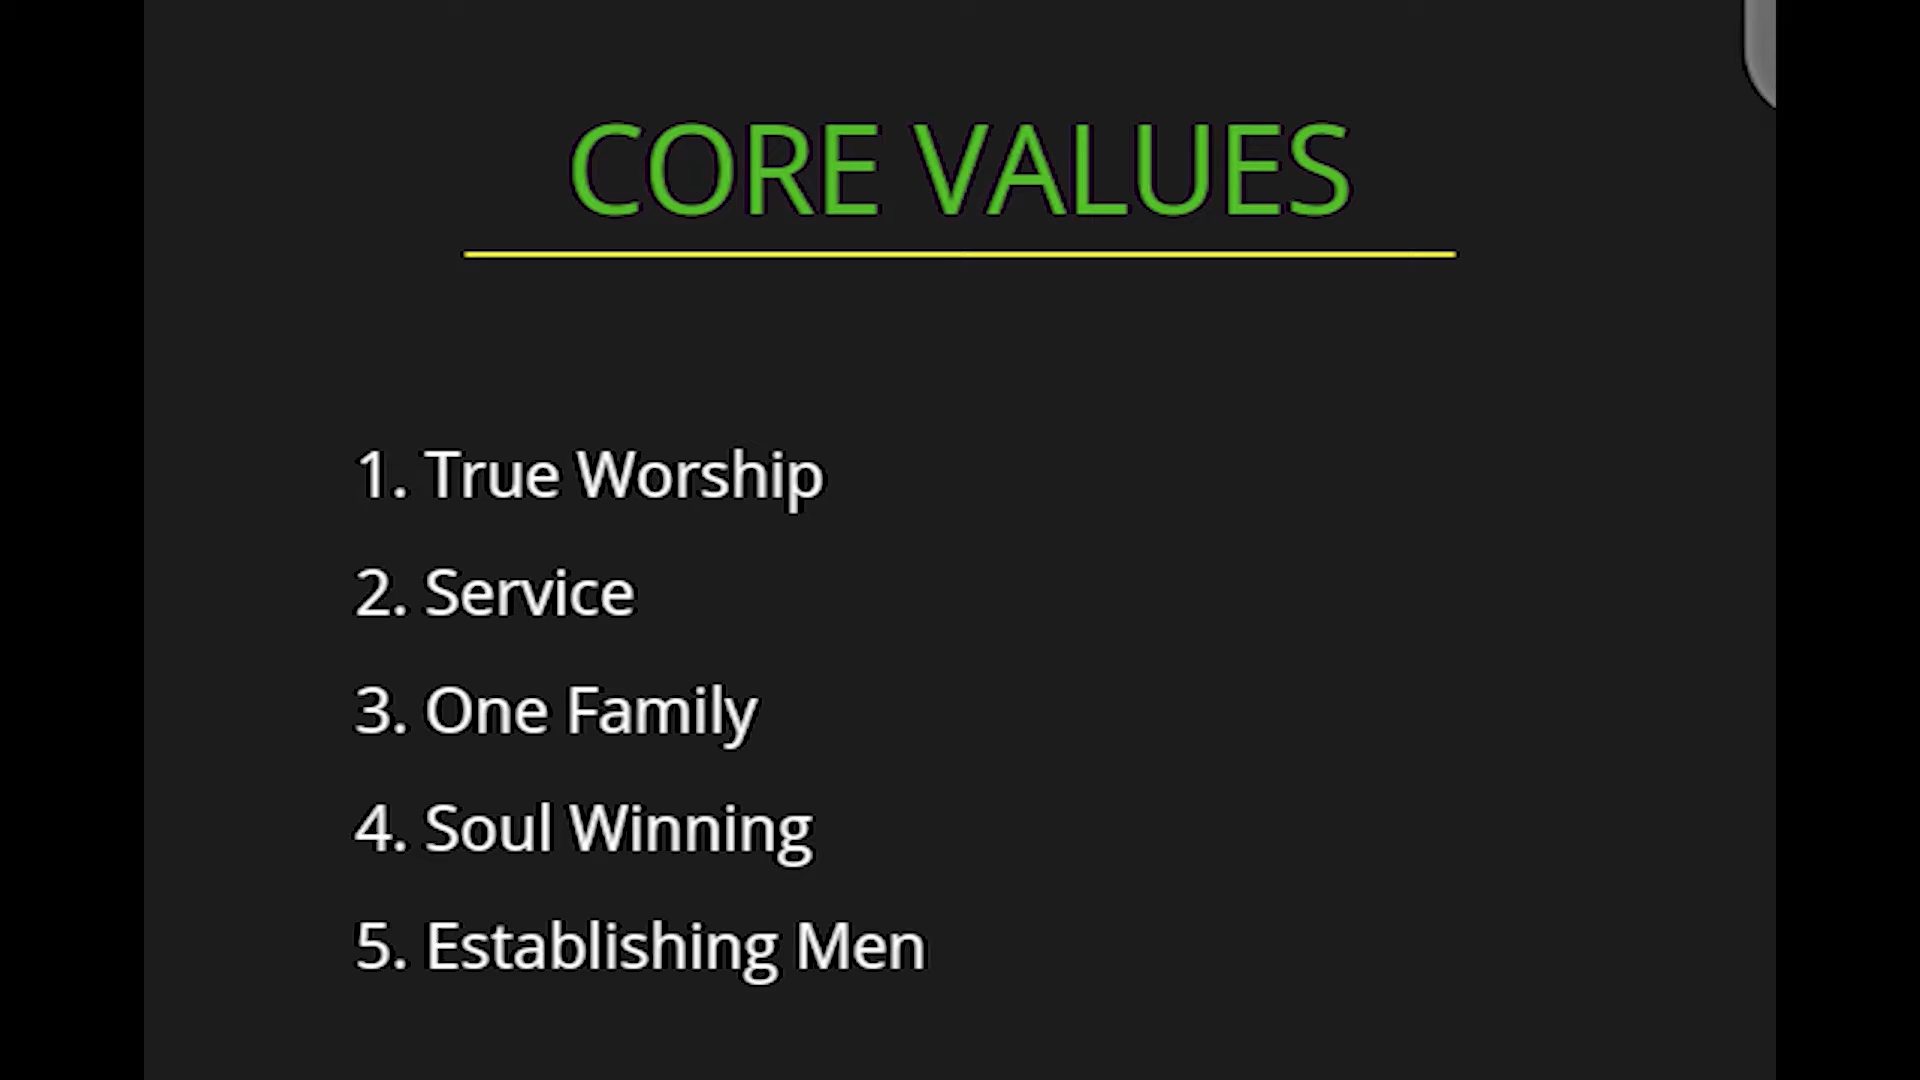 CORE VALUES
1. True Worship
2. Service
3. One Family
4. Soul Winning
5. Establishing Men